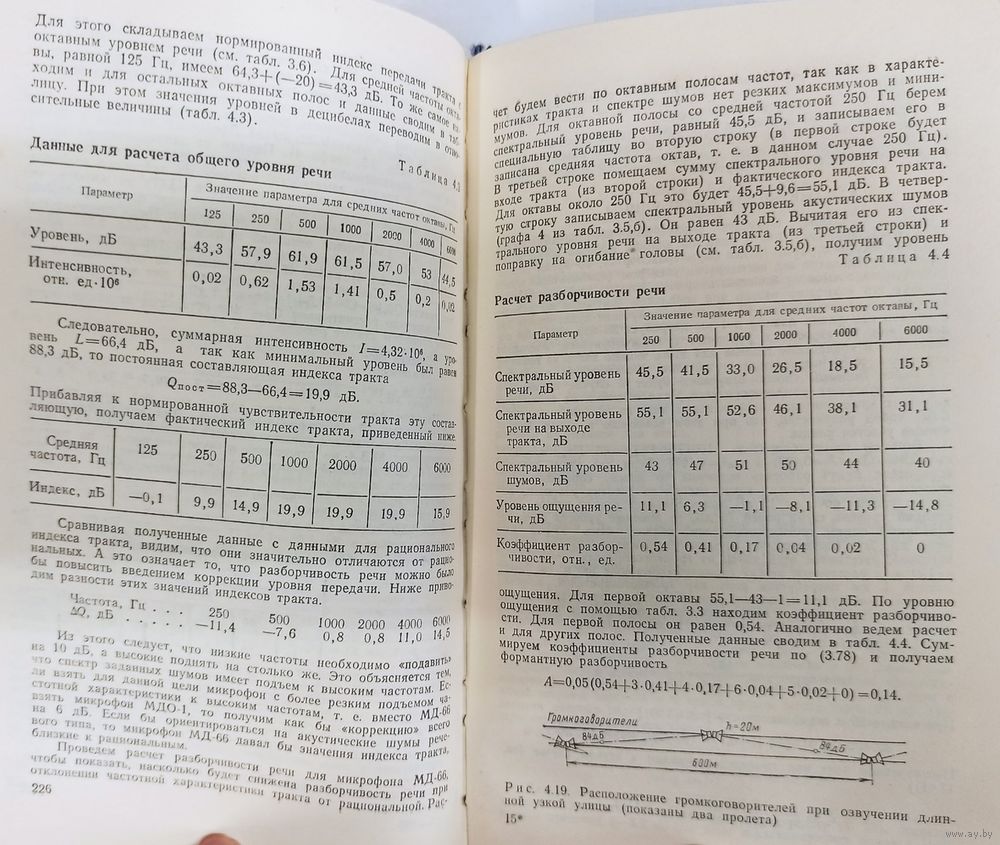 Для этого складываем нормированный индекс передачи тракта с
октавным уровнем речи (см. табл. 3.6). Для средней частоты окта-
вы, равной 125 Гц, имеем 64,3+(—20)=43,3 дБ. То же самое на-
ходим и для остальных октавных полос и данные сводим в таб-
лицу. При этом значения уровней в децибелах переводим в отно-
сительные величины (табл. 4.3).
Таблица 4.3
Данные для расчета общего уровня речи
Параметр
Значение параметра для средних частот октавы, Гц
125 250 500 1000 2000 4000 6000
Уровень, дБ 43,3 57,9 61,9 61,5 57,0 53 44,5
Интенсивность,
отн. ед·10⁶ 0,02 0,62 1,53 1,41 0,5 0,2 0,02
Следовательно, суммарная интенсивность I=4,32·10⁶, а уро-
вень L=66,4 дБ, а так как минимальный уровень был равен
88,3 дБ, то постоянная составляющая индекса тракта
Qпост=88,3—66,4=19,9 дБ.
Прибавляя к нормированной чувствительности тракта эту состав-
ляющую, получаем фактический индекс тракта, приведенный ниже
Средняя
частота, Гц 125 250 500 1000 2000 4000 6000
Индекс, дБ —0,1 9,9 14,9 19,9 19,9 19,9 15,9
Сравнивая полученные данные с данными для рационального
индекса тракта, видим, что они значительно отличаются от рацио-
нальных. А это означает то, что разборчивость речи можно было
бы повысить введением коррекции уровня передачи. Ниже приво-
дим разности этих значений индексов тракта.
Частота, Гц . . . 250 500 1000 2000 4000 6000
ΔQ, дБ . . . . . —11,4 —7,6 0,8 0,8 11,0 14,5
Из этого следует, что низкие частоты необходимо «подавить»
на 10 дБ, а высокие поднять на столько же. Это объясняется тем,
что спектр заданных шумов имеет подъем к высоким частотам. Ес-
ли взять для данной цели микрофон с более резким подъемом ча-
стотной характеристики к высоким частотам, т. е. вместо МД-66
взять микрофон МДО-1, то получим как бы «коррекцию» всего
на 6 дБ. Если бы ориентироваться на акустические шумы рече-
вого типа, то микрофон МД-66 давал бы значения индекса тракта,
близкие к рациональным.
Проведем расчет разборчивости речи для микрофона МД-66,
чтобы показать, насколько будет снижена разборчивость речи при
отклонении частотной характеристики тракта от рациональной. Рас-
226
чет будем вести по октавным полосам частот, так как в характе-
ристиках тракта и спектре шумов нет резких максимумов и мини-
мумов. Для октавной полосы со средней частотой 250 Гц берем
спектральный уровень речи, равный 45,5 дБ, и записываем его в
специальную таблицу во вторую строку (в первой строке будет
записана средняя частота октав, т. е. в данном случае 250 Гц).
В третьей строке помещаем сумму спектрального уровня речи на
входе тракта (из второй строки) и фактического индекса тракта.
Для октавы около 250 Гц это будет 45,5+9,6=55,1 дБ. В четвер-
тую строку записываем спектральный уровень акустических шумов
(графа 4 из табл. 3.5,б). Он равен 43 дБ. Вычитая его из спек-
трального уровня речи на выходе тракта (из третьей строки) и
поправку на огибание головы (см. табл. 3.5,б), получим уровень
Таблица 4.4
Расчет разборчивости речи
Параметр
Значение параметра для средних частот октавы, Гц
250 500 1000 2000 4000 6000
Спектральный уровень
речи, дБ 45,5 41,5 33,0 26,5 18,5 15,5
Спектральный уровень
речи на выходе
тракта, дБ 55,1 55,1 52,6 46,1 38,1 31,1
Спектральный уровень
шумов, дБ 43 47 51 50 44 40
Уровень ощущения ре-
чи, дБ 11,1 6,3 —1,1 —8,1 —11,3 —14,8
Коэффициент разбор-
чивости, отн., ед. 0,54 0,41 0,17 0,04 0,02 0
ощущения. Для первой октавы 55,1—43—1=11,1 дБ. По уровню
ощущения с помощью табл. 3.3 находим коэффициент разборчиво-
сти. Для первой полосы он равен 0,54. Аналогично ведем расчет
и для других полос. Полученные данные сводим в табл. 4.4. Сум-
мируем коэффициенты разборчивости речи по (3.78) и получаем
формантную разборчивость
A=0,05(0,54+3·0,41+4·0,17+6·0,04+5·0,02+0)=0,14.
Громкоговорители h=20м
84дБ 84дБ
600м
Рис. 4.19. Расположение громкоговорителей при озвучении длин-
ной узкой улицы (показаны два пролета)
15*
www.ay.by